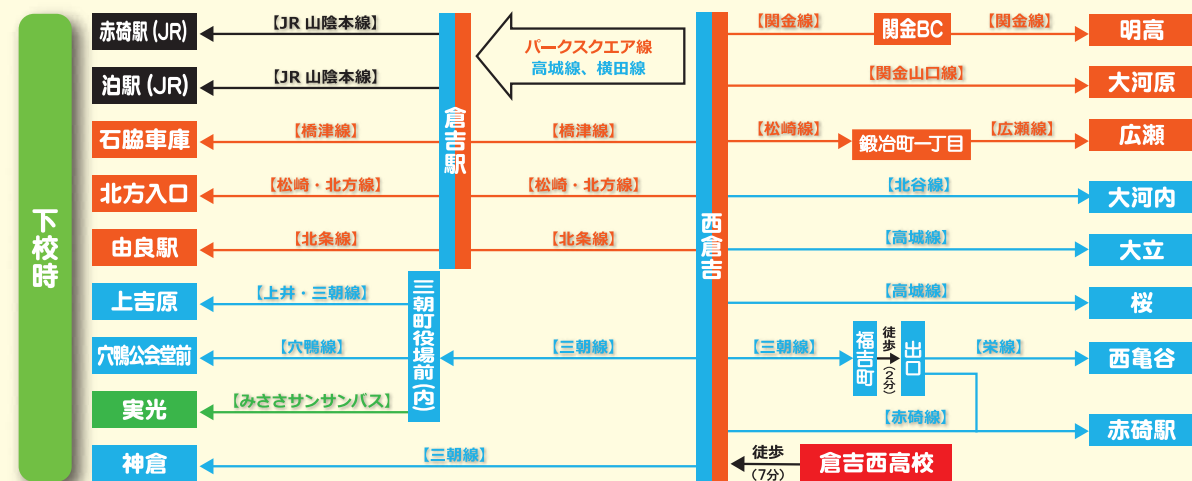 下校時
赤碕駅(JR)
【JR 山陰本線】
パークスクエア線
高城線、横田線
【関金線】
関金BC
【関金線】
明高
泊駅(JR)
【JR 山陰本線】
【関金山口線】
大河原
石脇車庫
【橋津線】
倉吉駅
【橋津線】
【松崎線】
鍛冶町一丁目
【広瀬線】
広瀬
北方入口
【松崎・北方線】
【松崎・北方線】
西倉吉
【北谷線】
大河内
由良駅
【北条線】
【北条線】
【高城線】
大立
上吉原
【上井・三朝線】
三朝町役場前(内)
【高城線】
桜
穴鴨公会堂前
【穴鴨線】
【三朝線】
【三朝線】
福吉町
徒歩
(2分)
出口
【栄線】
西亀谷
実光
【みささサンサンバス】
【赤碕線】
赤碕駅
神倉
【三朝線】
徒歩
(7分)
倉吉西高校